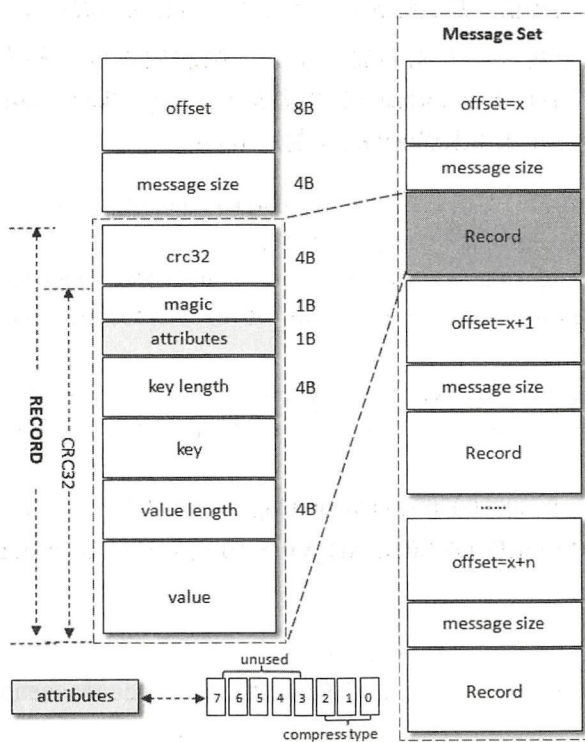 Message Set
offset 8B
message size 4B
crc32 4B
magic 1B
attributes 1B
key length 4B
key
value length 4B
value
RECORD
CRC32
offset=x
message size
Record
offset=x+1
message size
Record
......
offset=x+n
message size
Record
unused
attributes 7 6 5 4 3 2 1 0
compress type